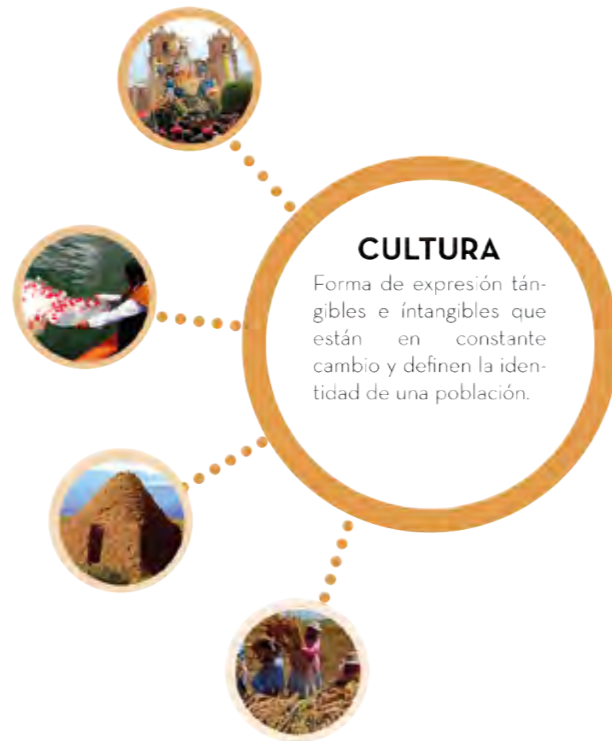 CULTURA
Forma de expresión tán-
gibles e íntangibles que
están en constante
cambio y definen la iden-
tidad de una población.